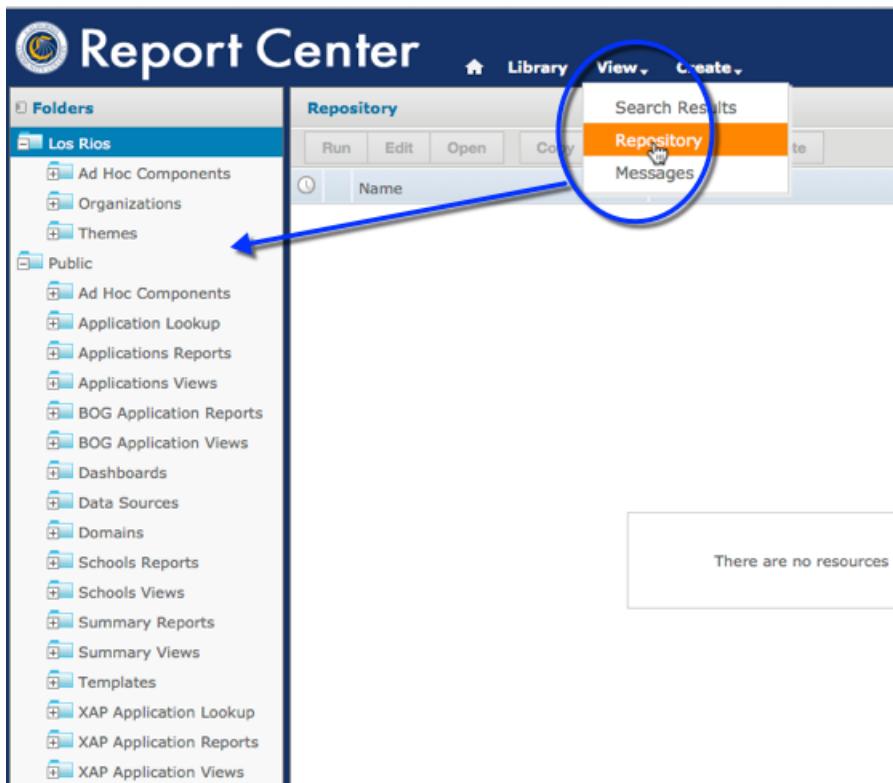 Report Center
Library View Create
Search Results
Repository
Messages
Folders
Los Rios
Ad Hoc Components
Organizations
Themes
Public
Ad Hoc Components
Application Lookup
Applications Reports
Applications Views
BOG Application Reports
BOG Application Views
Dashboards
Data Sources
Domains
Schools Reports
Schools Views
Summary Reports
Summary Views
Templates
XAP Application Lookup
XAP Application Reports
XAP Application Views
Repository
Run Edit Open Copy te
Name
There are no resources